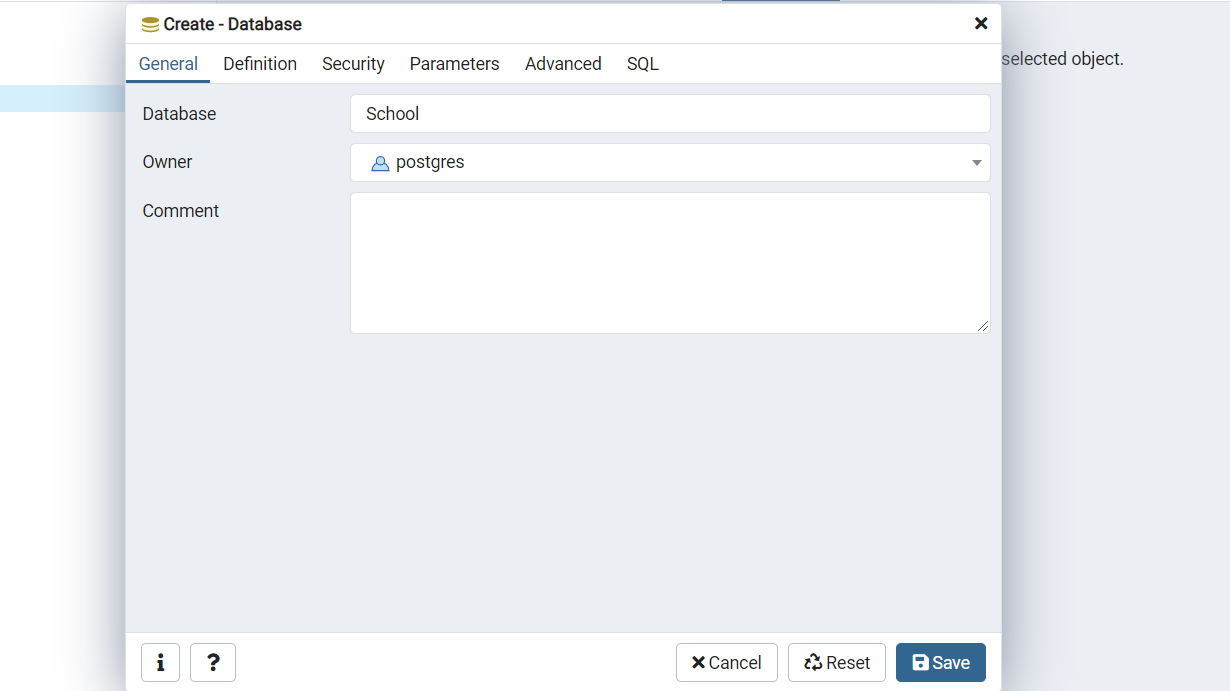 Create - Database
selected object.
General Definition Security Parameters Advanced SQL
Database School
Owner postgres
Comment
i ? Cancel Reset Save